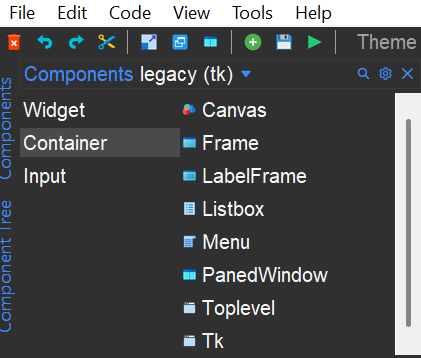 File Edit Code View Tools Help
Theme
Components legacy (tk)
Components
Component Tree
Widget
Container
Input
Canvas
Frame
LabelFrame
Listbox
Menu
PanedWindow
Toplevel
Tk